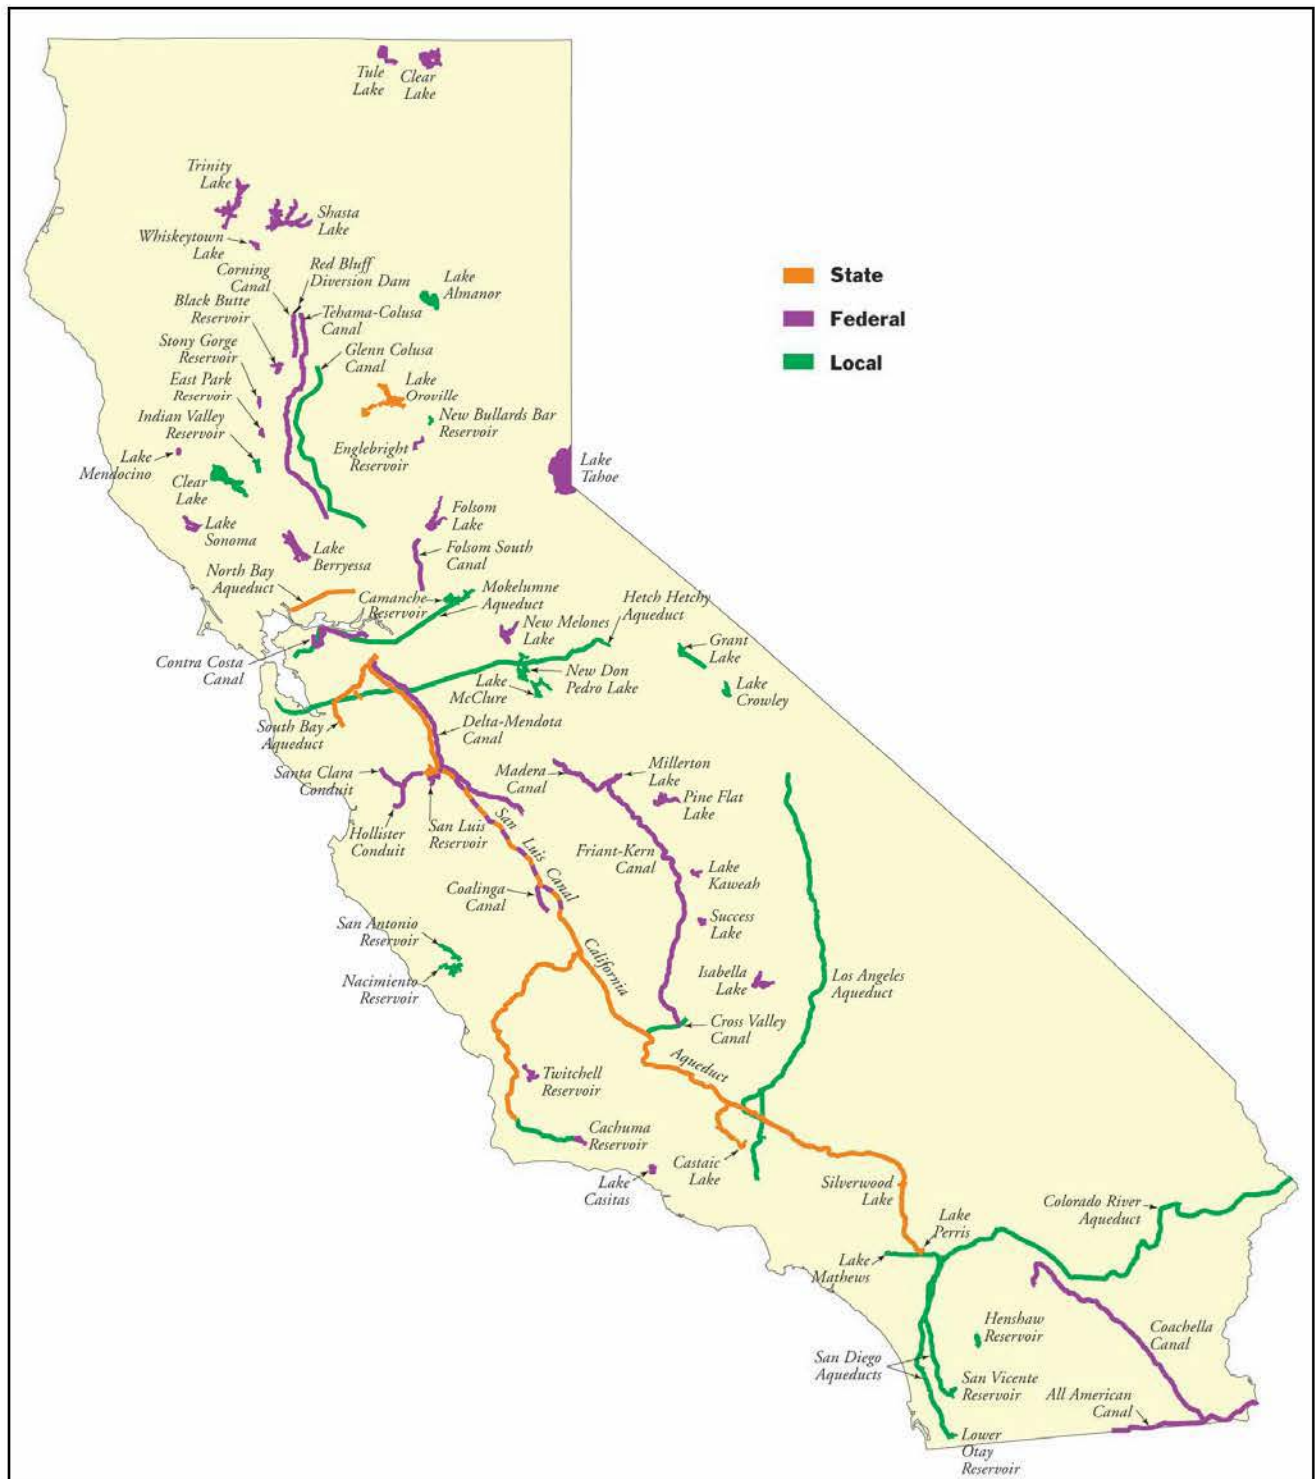 Tule
Lake
Clear
Lake
Trinity
Lake
Shasta
Lake
Whiskeytown
Lake
Corning
Canal
Red Bluff
Diversion Dam
Lake
Almanor
Black Butte
Reservoir
Tehama-Colusa
Canal
Stony Gorge
Reservoir
Glenn Colusa
Canal
East Park
Reservoir
Lake
Oroville
Indian Valley
Reservoir
New Bullards Bar
Reservoir
Englebright
Reservoir
Lake
Mendocino
Clear
Lake
Lake
Tahoe
State
Federal
Local
Lake
Sonoma
Lake
Berryessa
Folsom
Lake
Folsom South
Canal
North Bay
Aqueduct
Camanche
Reservoir
Mokelumne
Aqueduct
Hetch Hetchy
Aqueduct
Contra Costa
Canal
New Melones
Lake
Grant
Lake
New Don
Pedro Lake
Lake
McClure
Lake
Crowley
South Bay
Aqueduct
Delta-Mendota
Canal
Santa Clara
Conduit
Madera
Canal
Millerton
Lake
Pine Flat
Lake
Hollister
Conduit
San Luis
Reservoir
San
Luis
Canal
Friant-Kern
Canal
Lake
Kaweah
Coalinga
Canal
Success
Lake
San Antonio
Reservoir
Nacimiento
Reservoir
California
Aqueduct
Isabella
Lake
Los Angeles
Aqueduct
Cross Valley
Canal
Twitchell
Reservoir
Cachuma
Reservoir
Lake
Casitas
Castaic
Lake
Silverwood
Lake
Lake
Perris
Colorado River
Aqueduct
Lake
Mathews
Henshaw
Reservoir
Coachella
Canal
San Diego
Aqueducts
San Vicente
Reservoir
All American
Canal
Lower
Otay
Reservoir